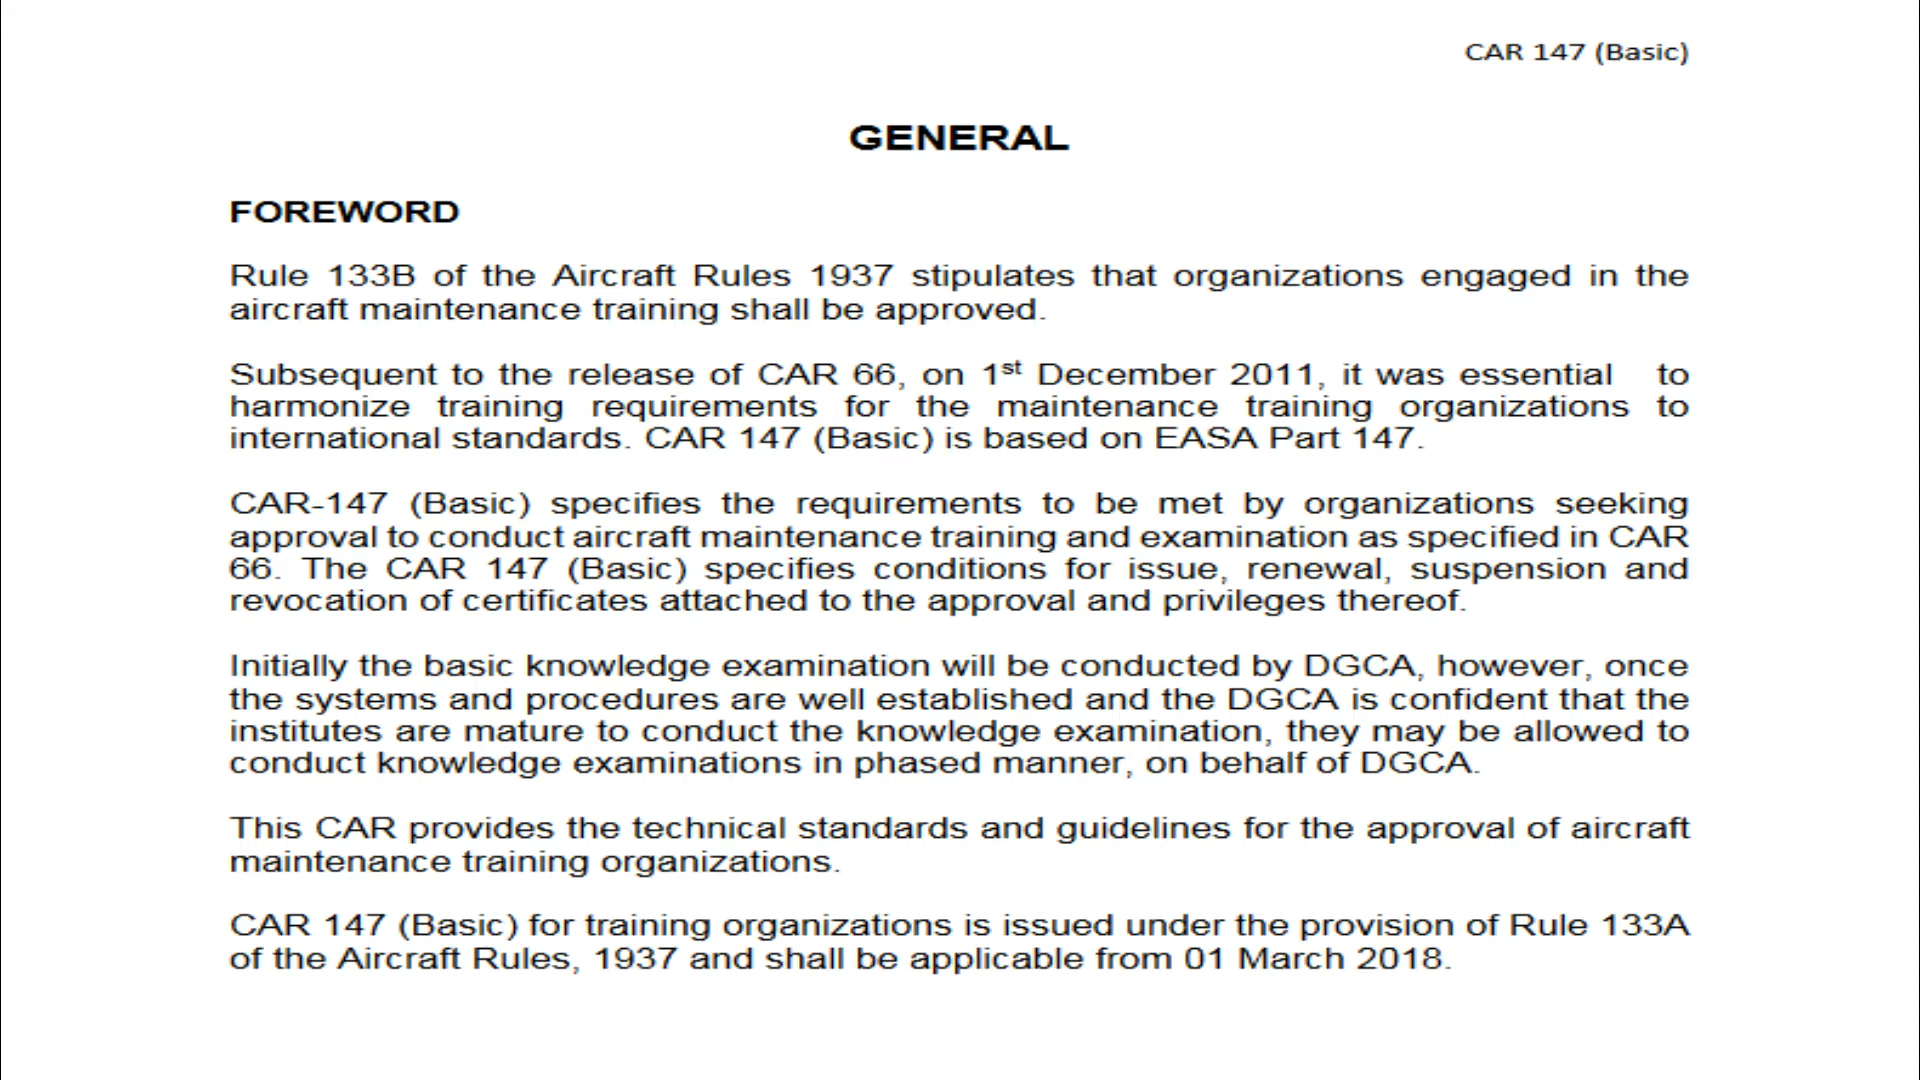 CAR 147 (Basic)
GENERAL
FOREWORD
Rule 133B of the Aircraft Rules 1937 stipulates that organizations engaged in the
aircraft maintenance training shall be approved.
Subsequent to the release of CAR 66, on 1st December 2011, it was essential to
harmonize training requirements for the maintenance training organizations to
international standards. CAR 147 (Basic) is based on EASA Part 147.
CAR-147 (Basic) specifies the requirements to be met by organizations seeking
approval to conduct aircraft maintenance training and examination as specified in CAR
66. The CAR 147 (Basic) specifies conditions for issue, renewal, suspension and
revocation of certificates attached to the approval and privileges thereof.
Initially the basic knowledge examination will be conducted by DGCA, however, once
the systems and procedures are well established and the DGCA is confident that the
institutes are mature to conduct the knowledge examination, they may be allowed to
conduct knowledge examinations in phased manner, on behalf of DGCA.
This CAR provides the technical standards and guidelines for the approval of aircraft
maintenance training organizations.
CAR 147 (Basic) for training organizations is issued under the provision of Rule 133A
of the Aircraft Rules, 1937 and shall be applicable from 01 March 2018.